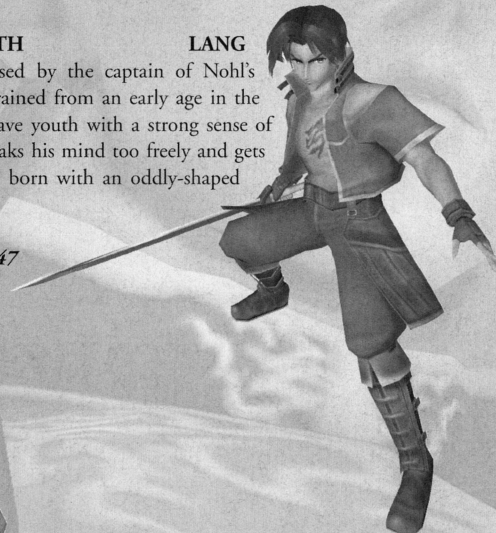 TH LANG
sed by the captain of Nohl's
rained from an early age in the
ave youth with a strong sense of
aks his mind too freely and gets
born with an oddly-shaped
47